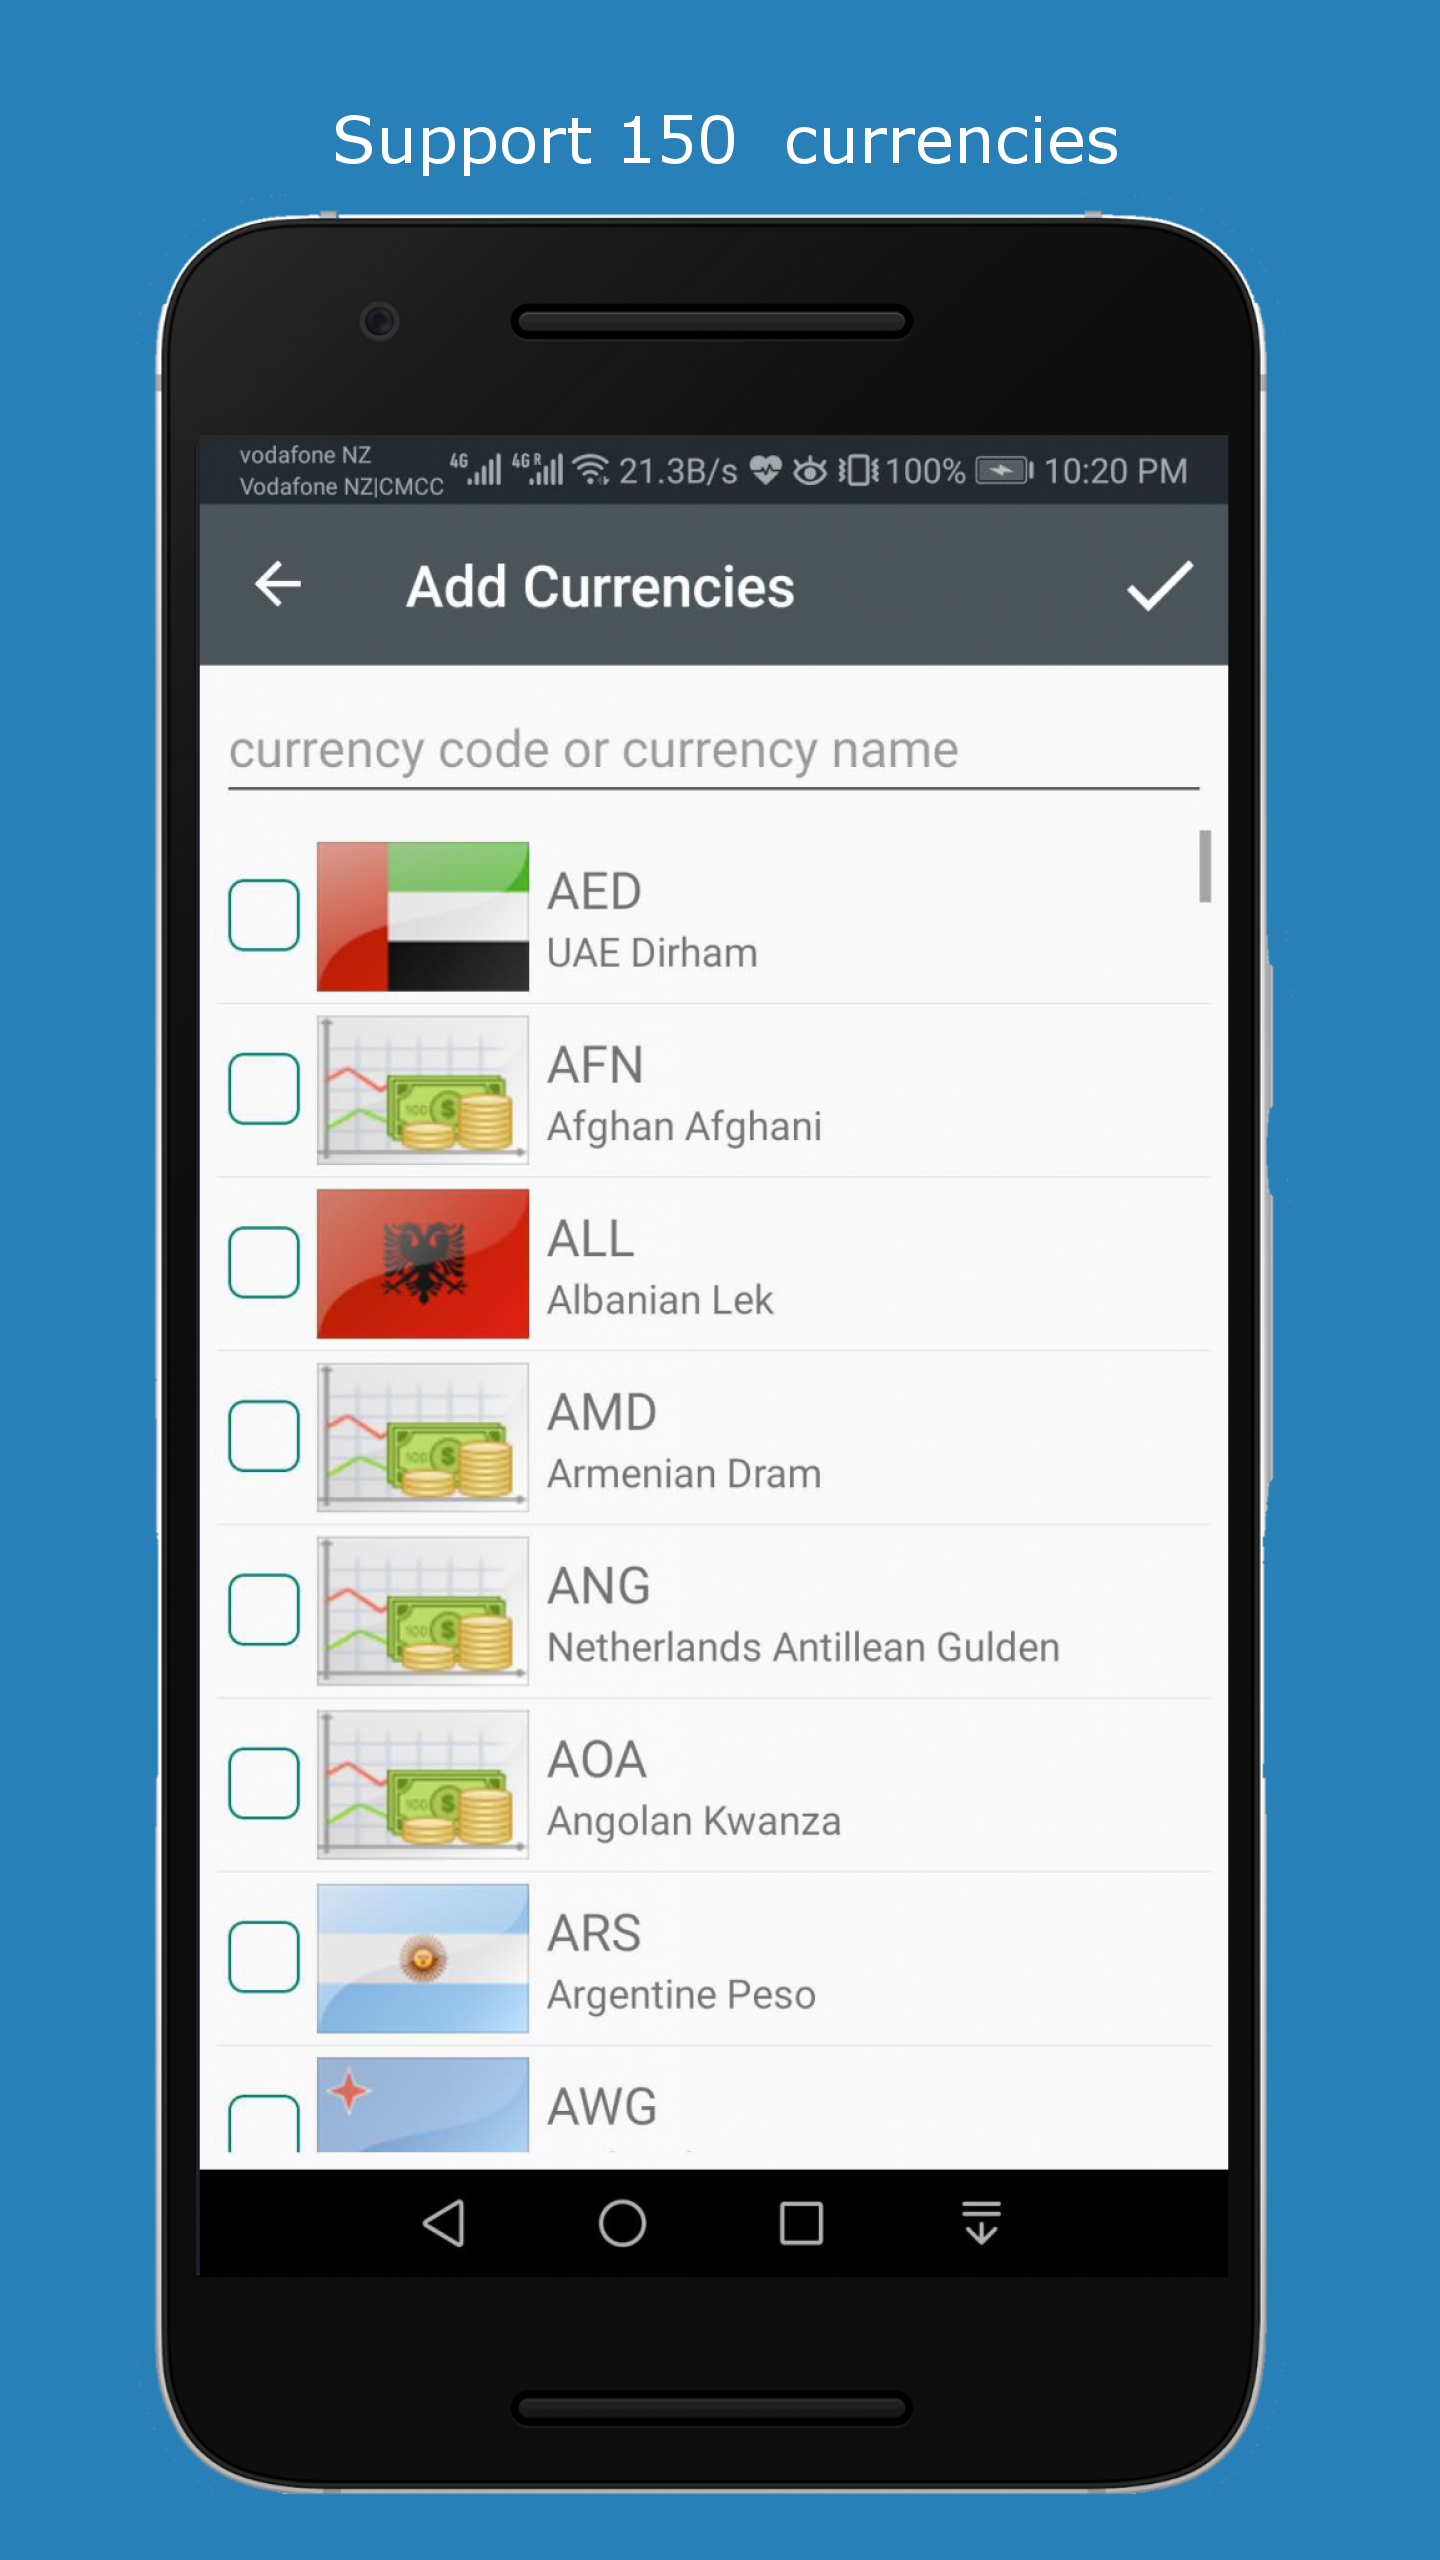 Support 150 currencies
vodafone NZ
Vodafone NZ|CMCC
4G 4G R 21.3B/s 100% 10:20 PM
Add Currencies
currency code or currency name
AED
UAE Dirham
AFN
Afghan Afghani
ALL
Albanian Lek
AMD
Armenian Dram
ANG
Netherlands Antillean Gulden
AOA
Angolan Kwanza
ARS
Argentine Peso
AWG